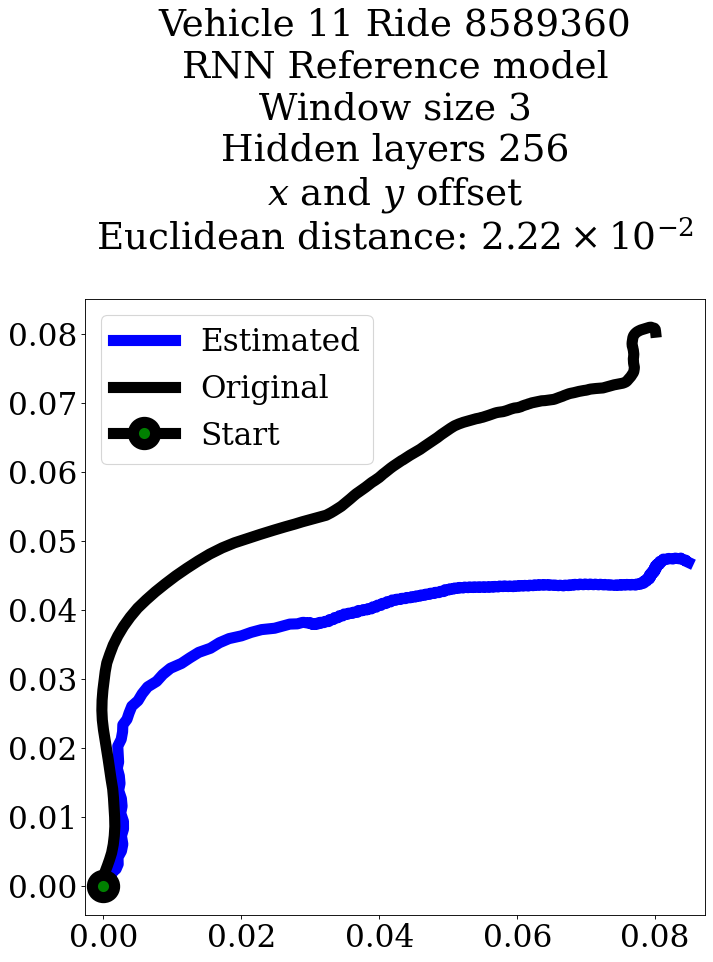 Vehicle 11 Ride 8589360
RNN Reference model
Window size 3
Hidden layers 256
x and y offset
Euclidean distance: 2.22 × 10⁻²
Estimated
Original
Start
0.08
0.07
0.06
0.05
0.04
0.03
0.02
0.01
0.00
0.00 0.02 0.04 0.06 0.08